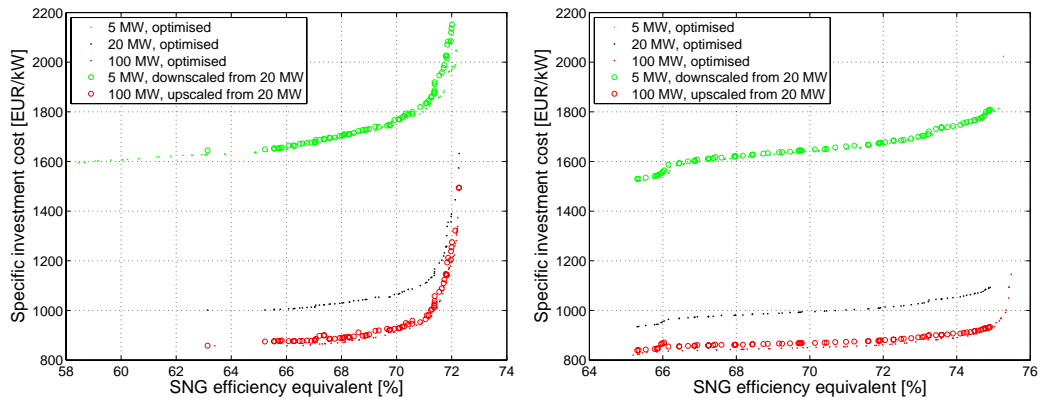 2200
2000
1800
1600
1400
1200
1000
800
58
60
62
64
66
68
70
72
74
Specific investment cost [EUR/kW]
SNG efficiency equivalent [%]
5 MW, optimised
20 MW, optimised
100 MW, optimised
5 MW, downscaled from 20 MW
100 MW, upscaled from 20 MW
2200
2000
1800
1600
1400
1200
1000
800
64
66
68
70
72
74
76
Specific investment cost [EUR/kW]
SNG efficiency equivalent [%]
5 MW, optimised
20 MW, optimised
100 MW, optimised
5 MW, downscaled from 20 MW
100 MW, upscaled from 20 MW